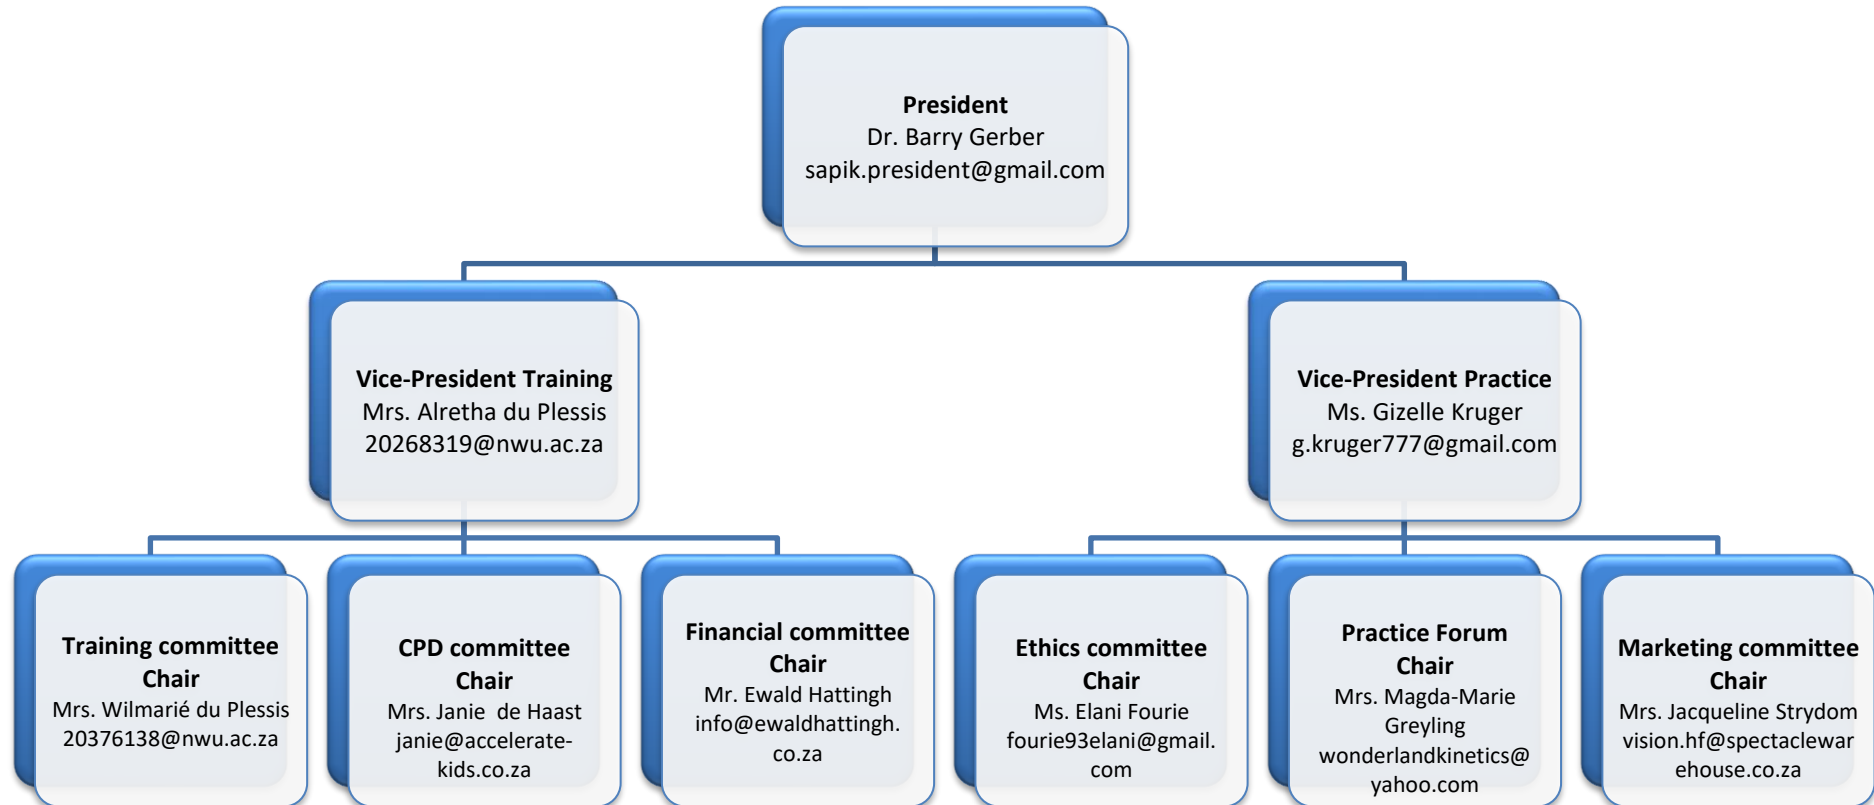 President
Dr. Barry Gerber
sapik.president@gmail.com
Vice-President Training
Mrs. Alretha du Plessis
20268319@nwu.ac.za
Vice-President Practice
Ms. Gizelle Kruger
g.kruger777@gmail.com
Training committee
Chair
Mrs. Wilmarié du Plessis
20376138@nwu.ac.za
CPD committee
Chair
Mrs. Janie  de Haast
janie@accelerate-
kids.co.za
Financial committee
Chair
Mr. Ewald Hattingh
info@ewaldhattingh.
co.za
Ethics committee
Chair
Ms. Elani Fourie
fourie93elani@gmail.
com
Practice Forum
Chair
Mrs. Magda-Marie
Greyling
wonderlandkinetics@
yahoo.com
Marketing committee
Chair
Mrs. Jacqueline Strydom
vision.hf@spectaclewar
ehouse.co.za